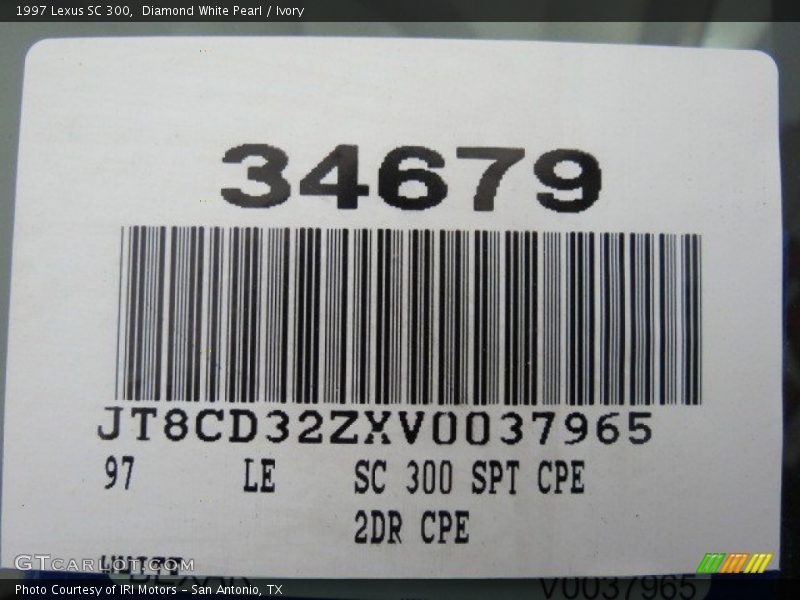 1997 Lexus SC 300,  Diamond White Pearl / Ivory
34679
JT8CD32ZXV0037965
97 LE SC 300 SPT CPE
2DR CPE
WHITE
GTCARLOT.COM
V0037965
Photo Courtesy of IRI Motors – San Antonio, TX